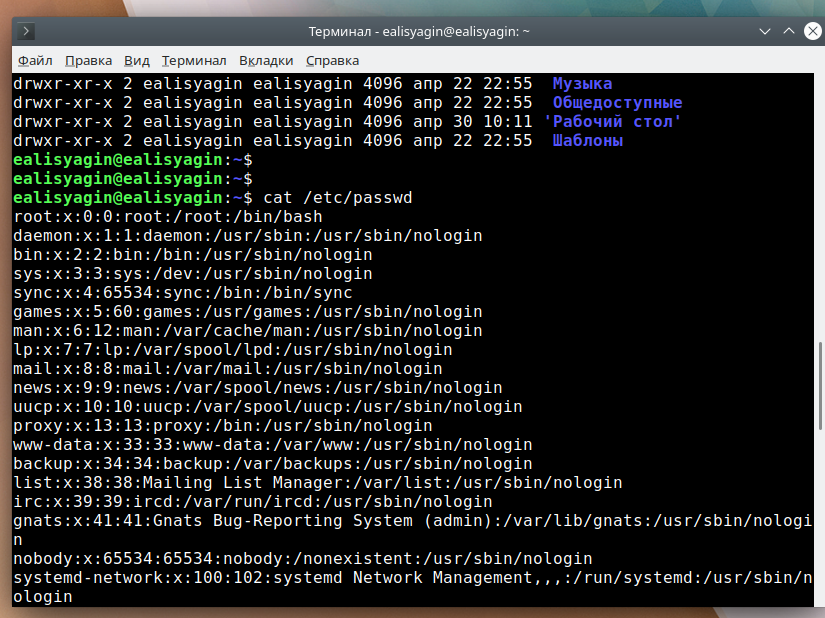 Терминал - ealisyagin@ealisyagin: ~
Файл Правка Вид Терминал Вкладки Справка
drwxr-xr-x 2 ealisyagin ealisyagin 4096 апр 22 22:55  Музыка
drwxr-xr-x 2 ealisyagin ealisyagin 4096 апр 22 22:55  Общедоступные
drwxr-xr-x 2 ealisyagin ealisyagin 4096 апр 30 10:11 'Рабочий стол'
drwxr-xr-x 2 ealisyagin ealisyagin 4096 апр 22 22:55  Шаблоны
ealisyagin@ealisyagin:~$
ealisyagin@ealisyagin:~$
ealisyagin@ealisyagin:~$ cat /etc/passwd
root:x:0:0:root:/root:/bin/bash
daemon:x:1:1:daemon:/usr/sbin:/usr/sbin/nologin
bin:x:2:2:bin:/bin:/usr/sbin/nologin
sys:x:3:3:sys:/dev:/usr/sbin/nologin
sync:x:4:65534:sync:/bin:/bin/sync
games:x:5:60:games:/usr/games:/usr/sbin/nologin
man:x:6:12:man:/var/cache/man:/usr/sbin/nologin
lp:x:7:7:lp:/var/spool/lpd:/usr/sbin/nologin
mail:x:8:8:mail:/var/mail:/usr/sbin/nologin
news:x:9:9:news:/var/spool/news:/usr/sbin/nologin
uucp:x:10:10:uucp:/var/spool/uucp:/usr/sbin/nologin
proxy:x:13:13:proxy:/bin:/usr/sbin/nologin
www-data:x:33:33:www-data:/var/www:/usr/sbin/nologin
backup:x:34:34:backup:/var/backups:/usr/sbin/nologin
list:x:38:38:Mailing List Manager:/var/list:/usr/sbin/nologin
irc:x:39:39:ircd:/var/run/ircd:/usr/sbin/nologin
gnats:x:41:41:Gnats Bug-Reporting System (admin):/var/lib/gnats:/usr/sbin/nologi
n
nobody:x:65534:65534:nobody:/nonexistent:/usr/sbin/nologin
systemd-network:x:100:102:systemd Network Management,,,:/run/systemd:/usr/sbin/n
ologin